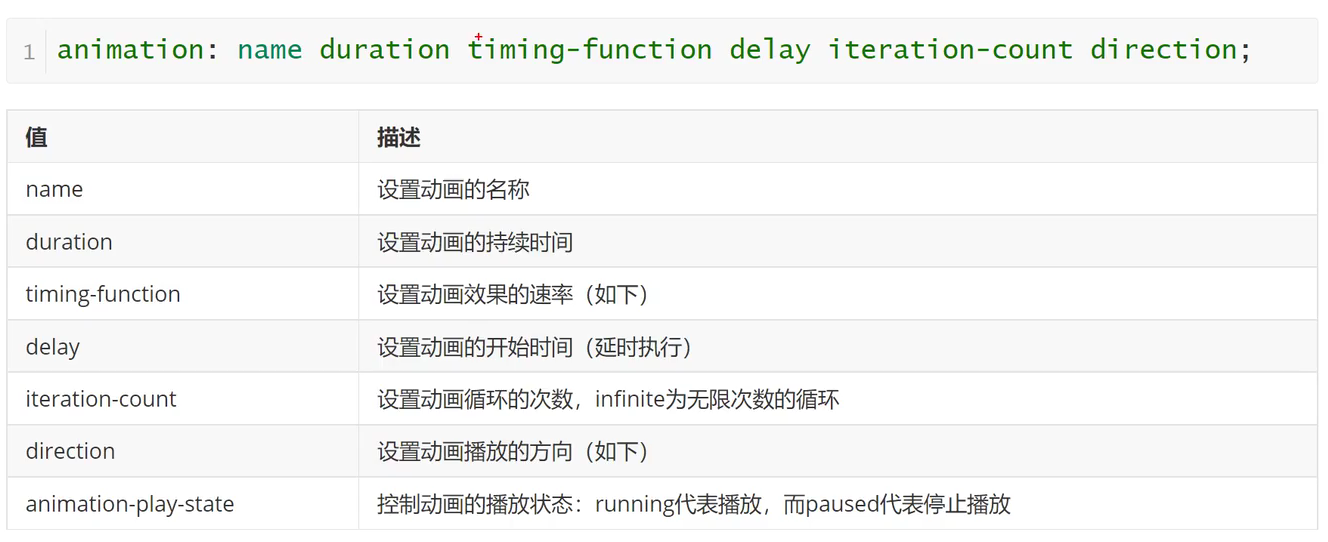 1 animation: name duration timing-function delay iteration-count direction;
值 描述
name 设置动画的名称
duration 设置动画的持续时间
timing-function 设置动画效果的速率（如下）
delay 设置动画的开始时间（延时执行）
iteration-count 设置动画循环的次数，infinite为无限次数的循环
direction 设置动画播放的方向（如下）
animation-play-state 控制动画的播放状态：running代表播放，而paused代表停止播放